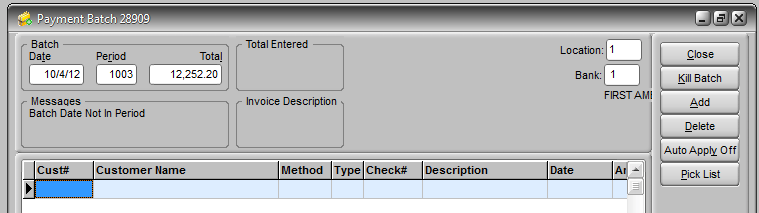 Payment Batch 28909
Batch
Date Period Total
10/4/12 1003 12,252.20
Total Entered
Location: 1
Bank: 1
FIRST AME
Messages
Batch Date Not In Period
Invoice Description
Close
Kill Batch
Add
Delete
Auto Apply Off
Pick List
Cust# Customer Name Method Type Check# Description Date Am